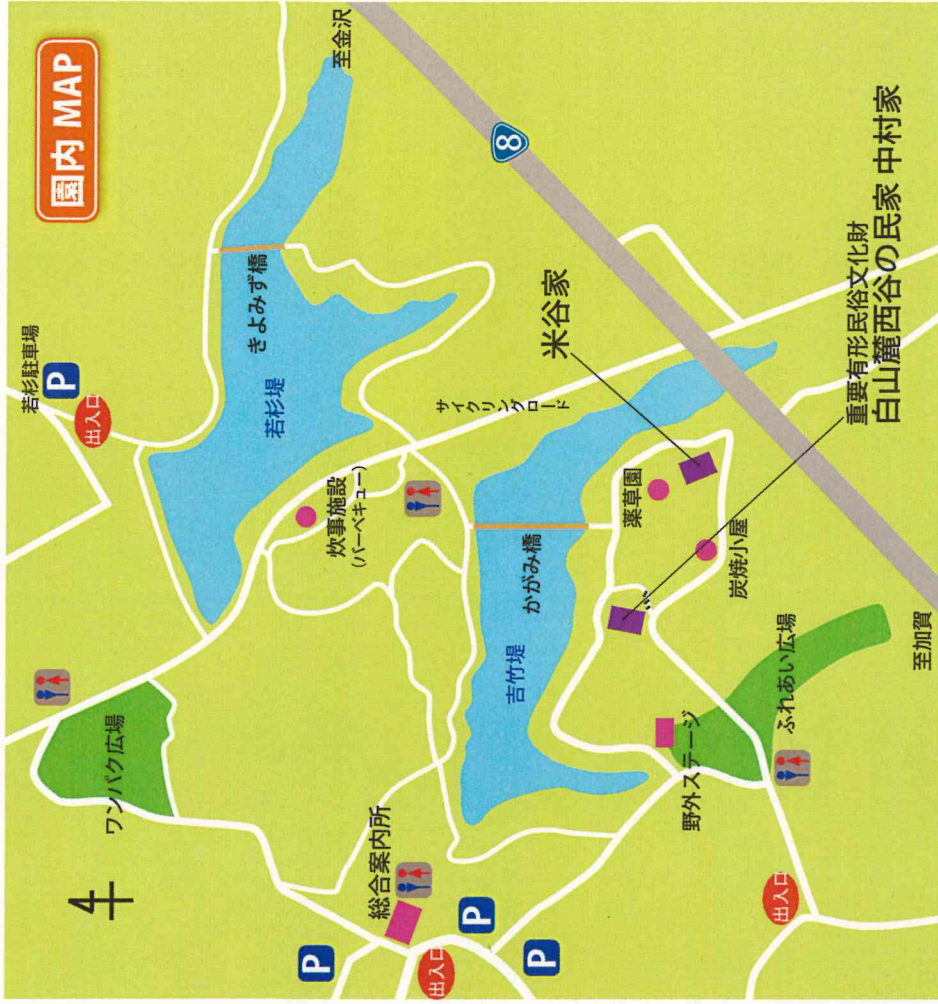 園内 MAP
若杉駐車場
P
出入口
至金沢
8
きよみず橋
若杉堤
サイクリングロード
炊事施設
(バーベキュー)
ワンパク広場
米谷家
重要有形民俗文化財
白山麓西谷の民家 中村家
薬草園
炭焼小屋
かがみ橋
吉竹堤
ふれあい広場
野外ステージ
至加賀
総合案内所
P
P
P
出入口
出入口